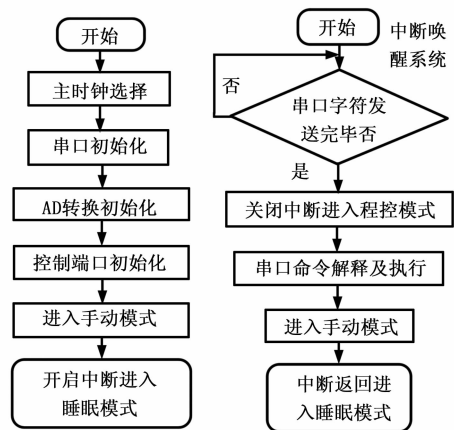 开始
主时钟选择
串口初始化
AD转换初始化
控制端口初始化
进入手动模式
开启中断进入
睡眠模式
开始
中断唤
醒系统
否
串口字符发
送完毕否
是
关闭中断进入程控模式
串口命令解释及执行
进入手动模式
中断返回进
入睡眠模式